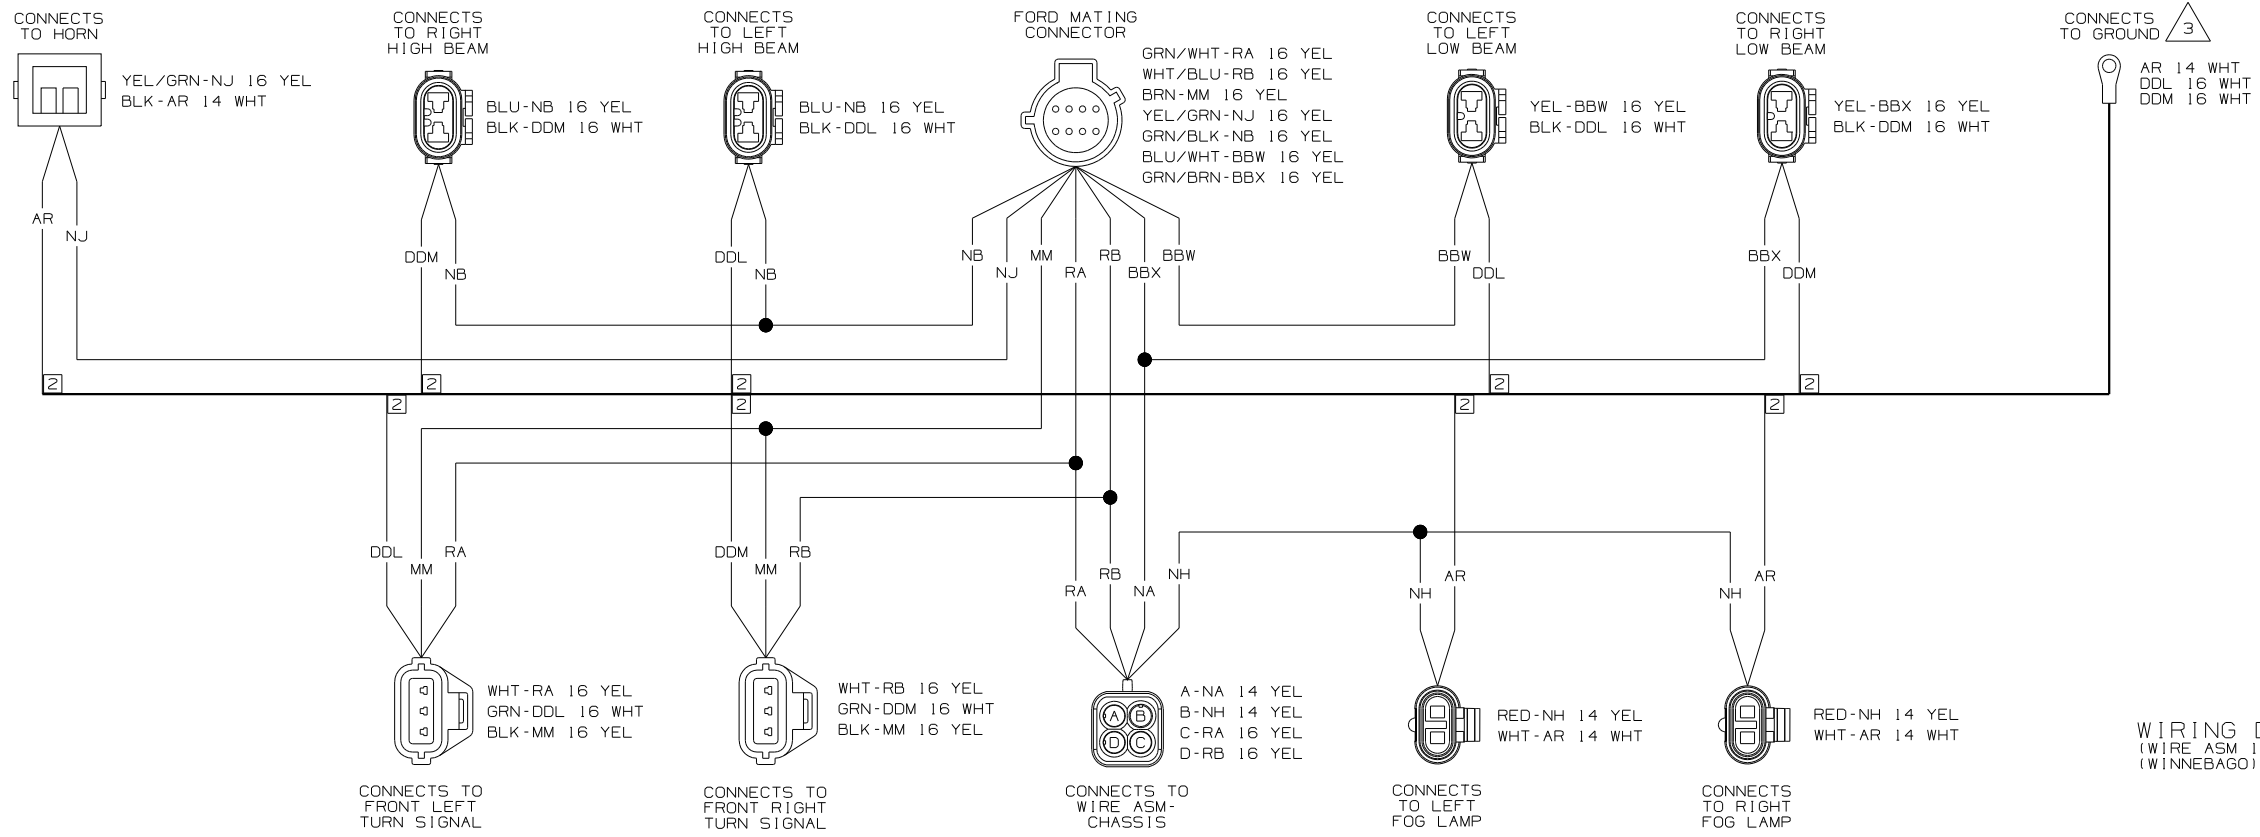 CONNECTS
TO HORN
YEL/GRN-NJ 16 YEL
BLK-AR 14 WHT
CONNECTS
TO RIGHT
HIGH BEAM
BLU-NB 16 YEL
BLK-DDM 16 WHT
CONNECTS
TO LEFT
HIGH BEAM
BLU-NB 16 YEL
BLK-DDL 16 WHT
FORD MATING
CONNECTOR
GRN/WHT-RA 16 YEL
WHT/BLU-RB 16 YEL
BRN-MM 16 YEL
YEL/GRN-NJ 16 YEL
GRN/BLK-NB 16 YEL
BLU/WHT-BBW 16 YEL
GRN/BRN-BBX 16 YEL
CONNECTS
TO LEFT
LOW BEAM
YEL-BBW 16 YEL
BLK-DDL 16 WHT
CONNECTS
TO RIGHT
LOW BEAM
YEL-BBX 16 YEL
BLK-DDM 16 WHT
CONNECTS
TO GROUND
3
AR 14 WHT
DDL 16 WHT
DDM 16 WHT
AR
NJ
DDM
NB
DDL
NB
NB
NJ
MM
RA
RB
BBX
BBW
BBW
DDL
BBX
DDM
2
2
2
2
2
2
2
2
2
DDL
MM
RA
DDM
MM
RB
RA
RB
NA
NH
NH
AR
NH
AR
WHT-RA 16 YEL
GRN-DDL 16 WHT
BLK-MM 16 YEL
CONNECTS TO
FRONT LEFT
TURN SIGNAL
WHT-RB 16 YEL
GRN-DDM 16 WHT
BLK-MM 16 YEL
CONNECTS TO
FRONT RIGHT
TURN SIGNAL
A
B
D
C
A-NA 14 YEL
B-NH 14 YEL
C-RA 16 YEL
D-RB 16 YEL
CONNECTS TO
WIRE ASM-
CHASSIS
RED-NH 14 YEL
WHT-AR 14 WHT
CONNECTS
TO LEFT
FOG LAMP
RED-NH 14 YEL
WHT-AR 14 WHT
CONNECTS
TO RIGHT
FOG LAMP
WIRING
(WIRE ASM 1
(WINNEBAGO)